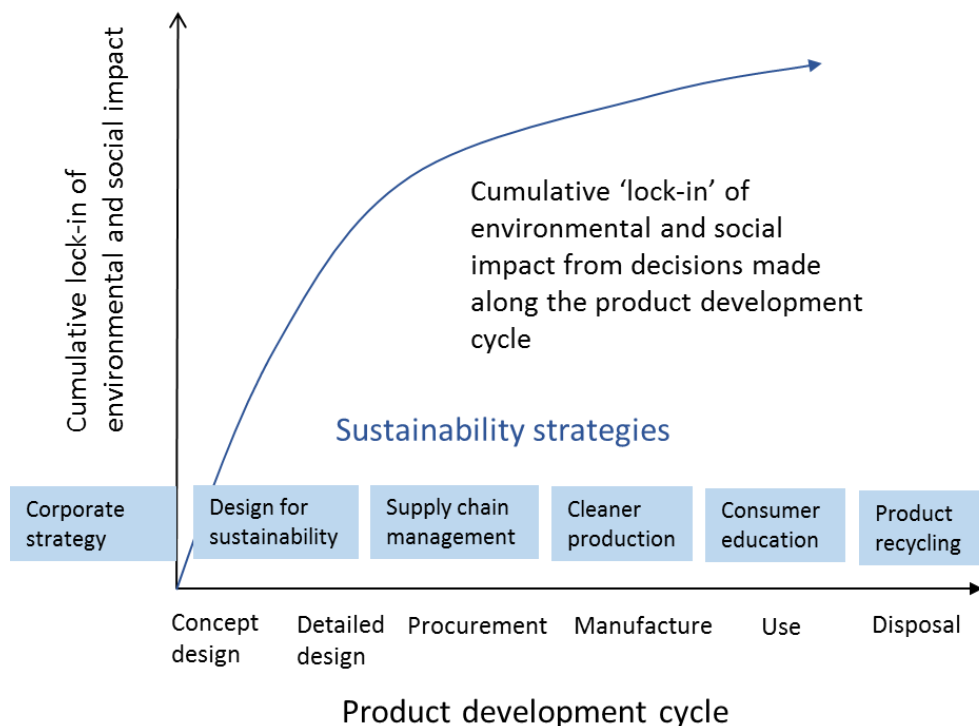 Cumulative lock-in of
environmental and social impact
Cumulative ‘lock-in’ of
environmental and social
impact from decisions made
along the product development
cycle
Sustainability strategies
Corporate
strategy
Design for
sustainability
Supply chain
management
Cleaner
production
Consumer
education
Product
recycling
Concept
design
Detailed
design
Procurement
Manufacture
Use
Disposal
Product development cycle